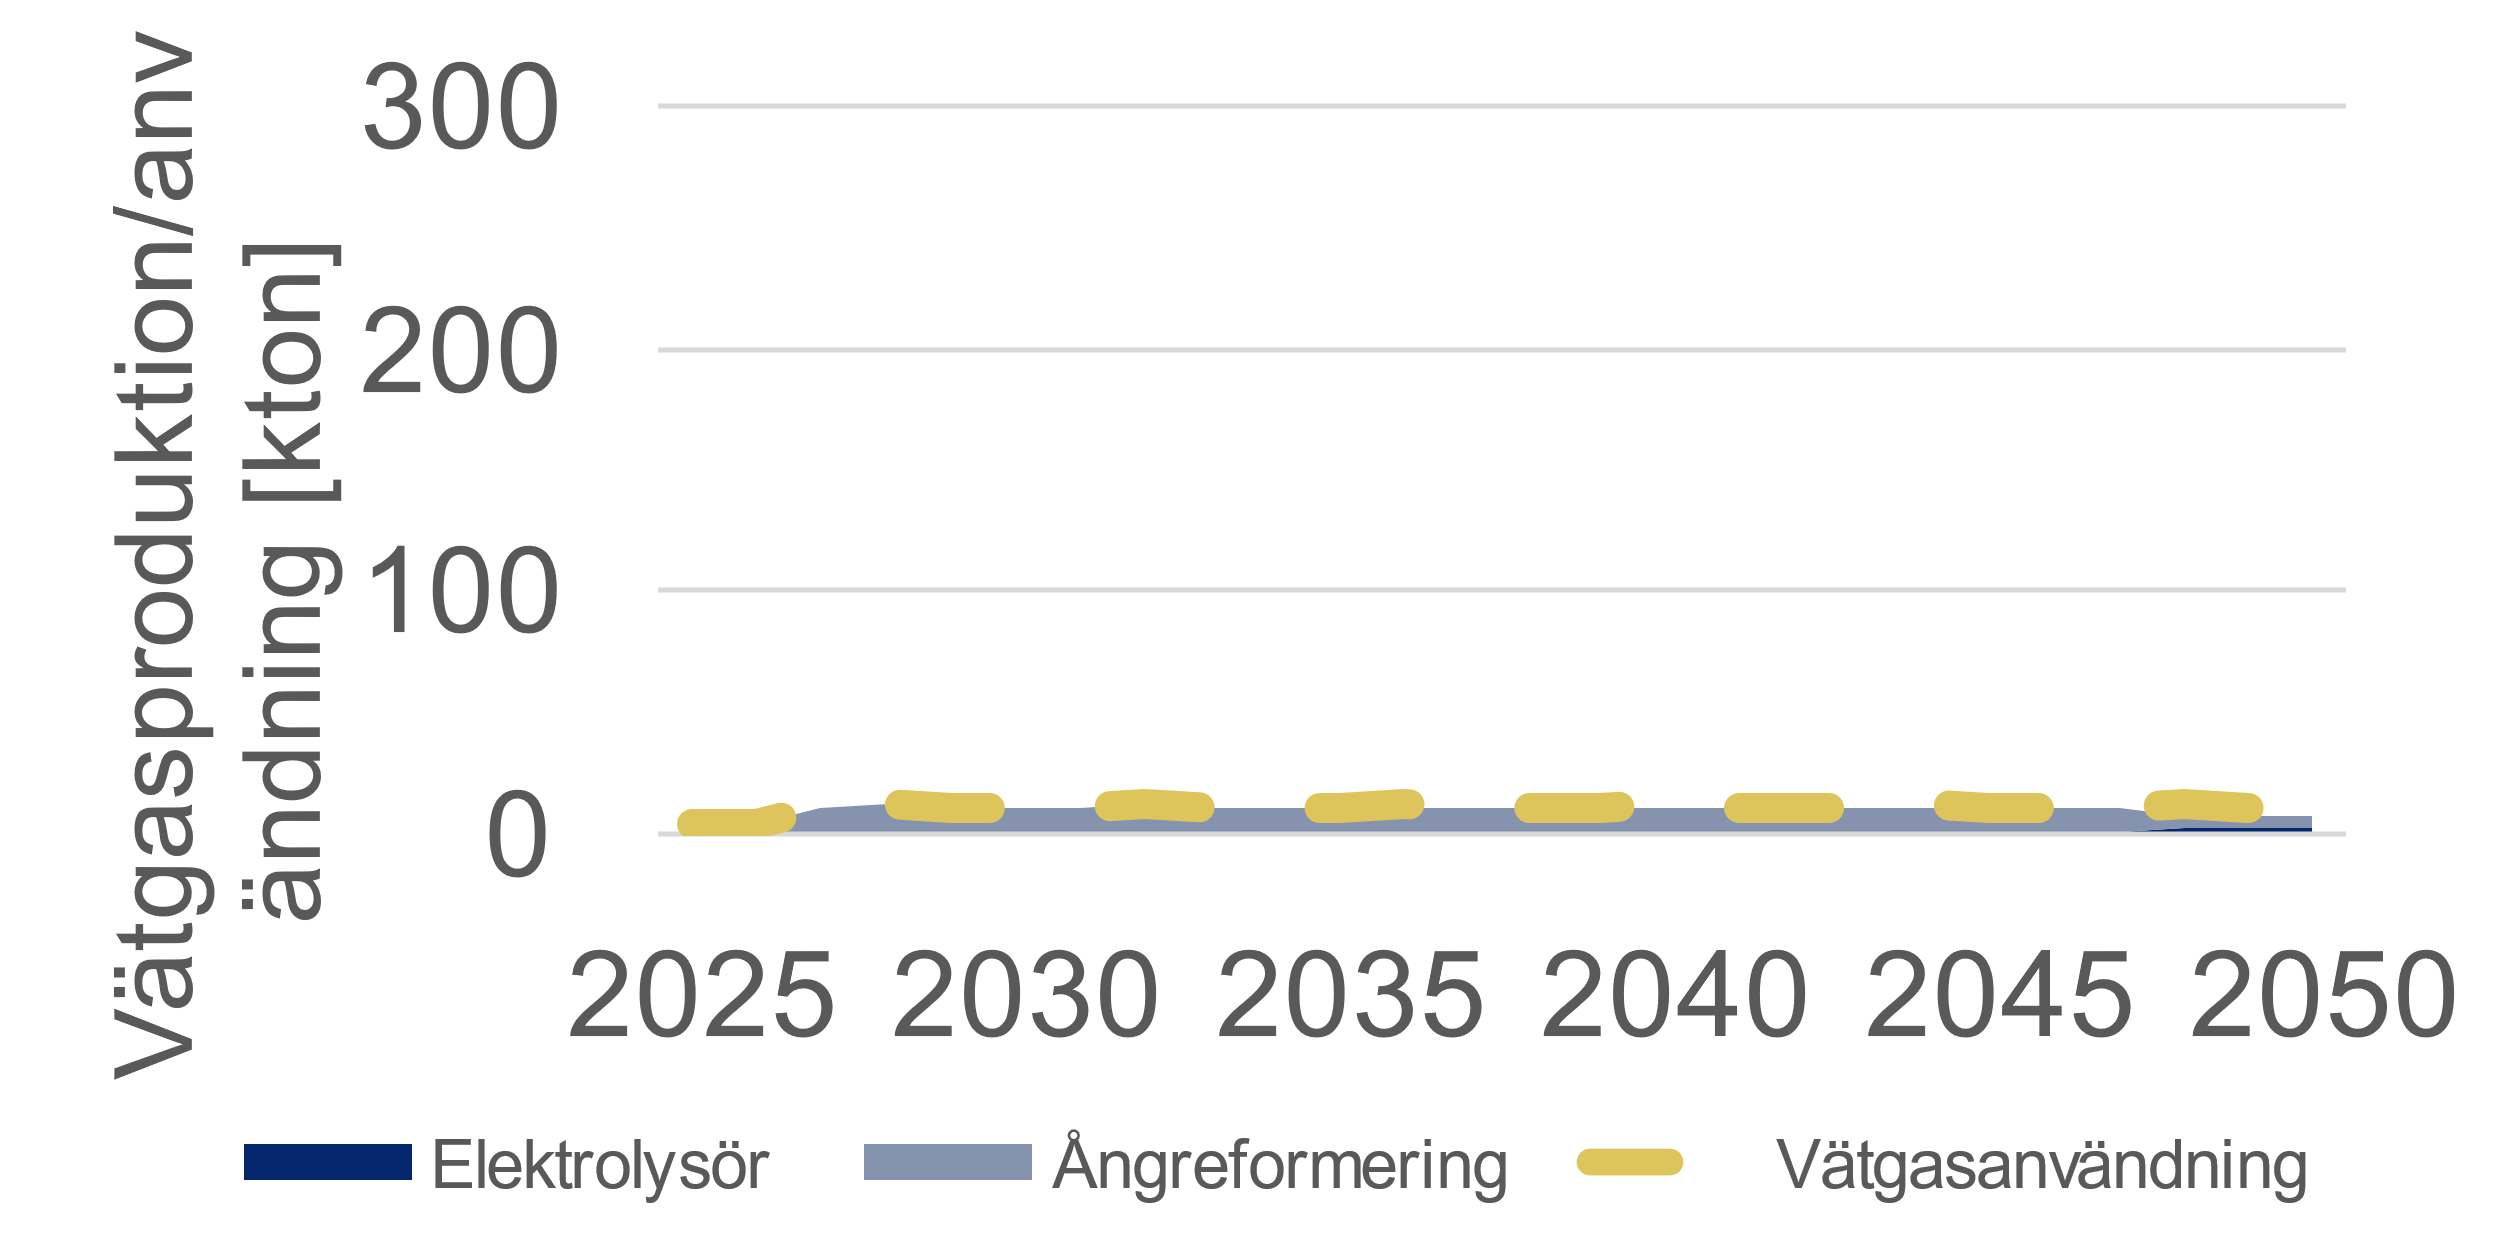 Vätgasproduktion/anv
ändning [kton]
300
200
100
0
2025 2030 2035 2040 2045 2050
Elektrolysör Ångreformering Vätgasanvändning